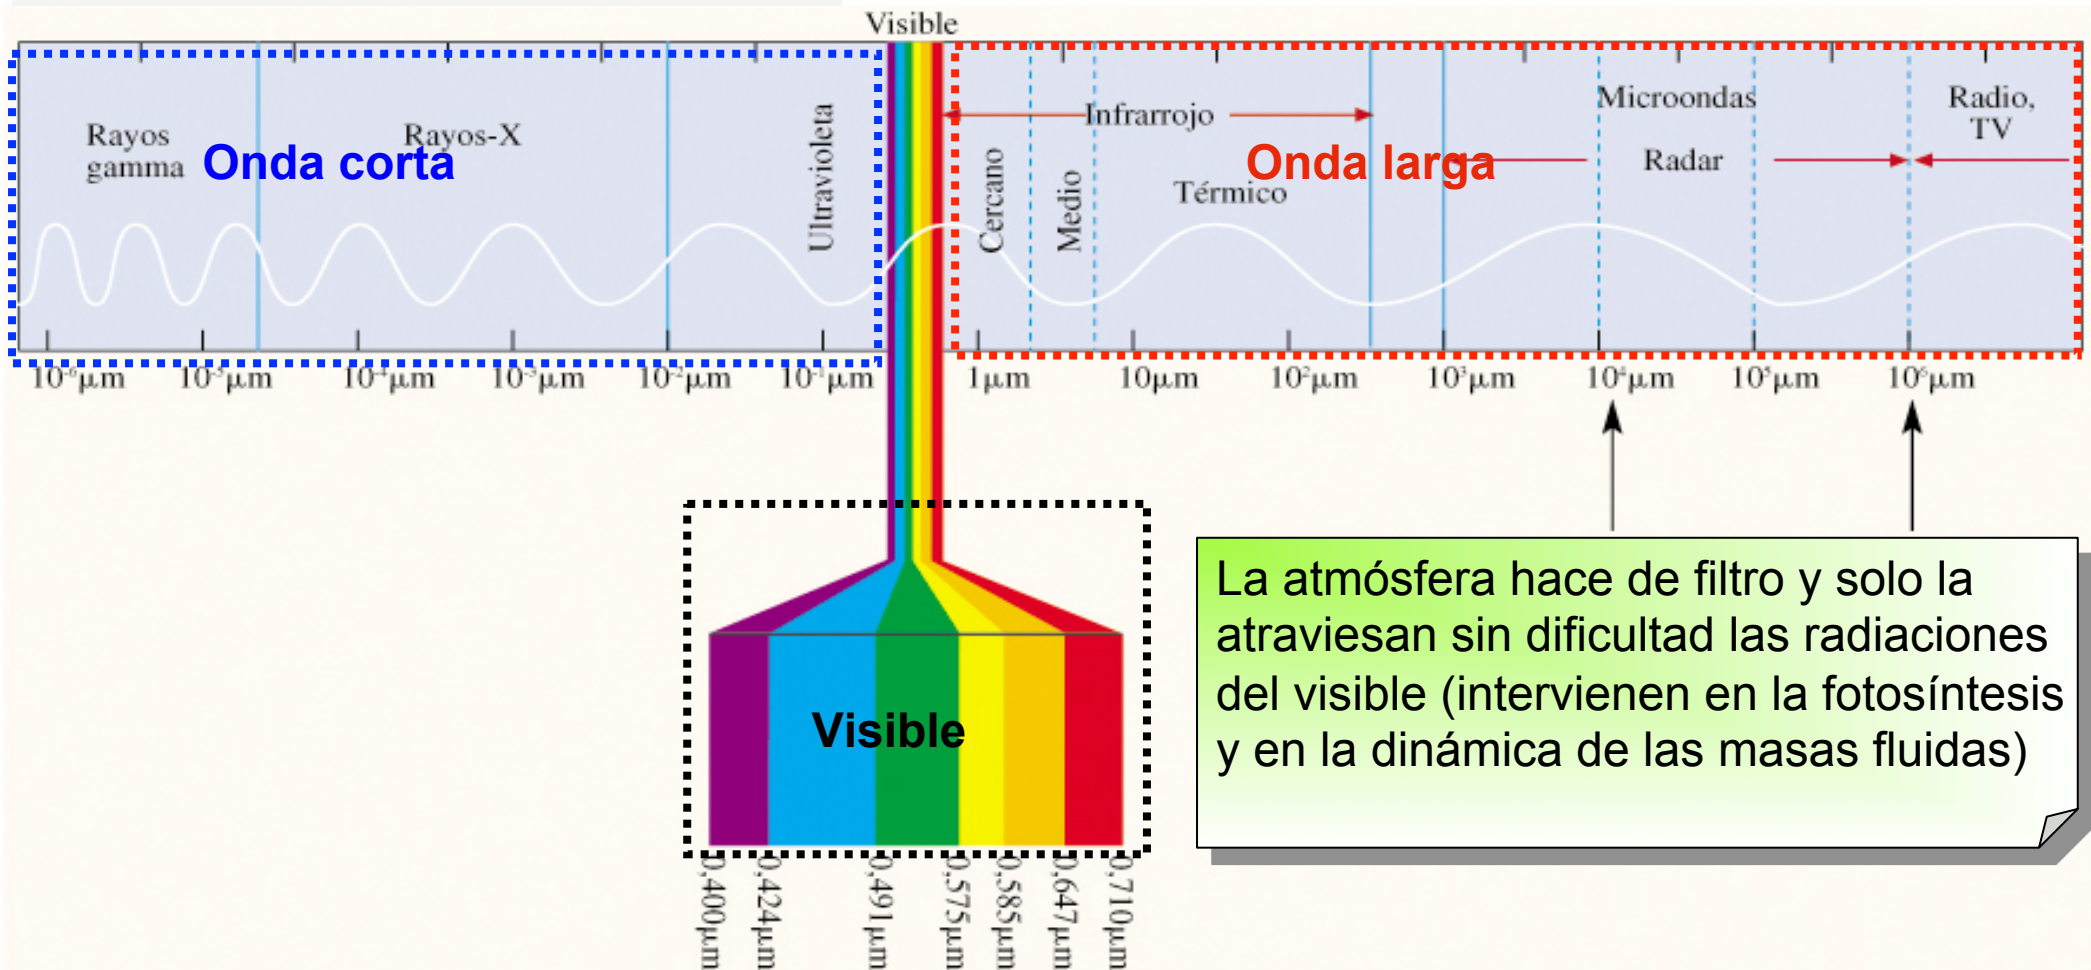 Visible
Rayos
gamma
Onda corta
Rayos-X
Ultravioleta
Infrarrojo
Cercano
Medio
Térmico
Onda larga
Microondas
Radar
Radio,
TV
10⁻⁶μm 10⁻⁵μm 10⁻⁴μm 10⁻³μm 10⁻²μm 10⁻¹μm 1μm 10μm 10²μm 10³μm 10⁴μm 10⁵μm 10⁶μm
Visible
0,400μm 0,424μm 0,491μm 0,575μm 0,585μm 0,647μm 0,710μm
La atmósfera hace de filtro y solo la
atraviesan sin dificultad las radiaciones
del visible (intervienen en la fotosíntesis
y en la dinámica de las masas fluidas)